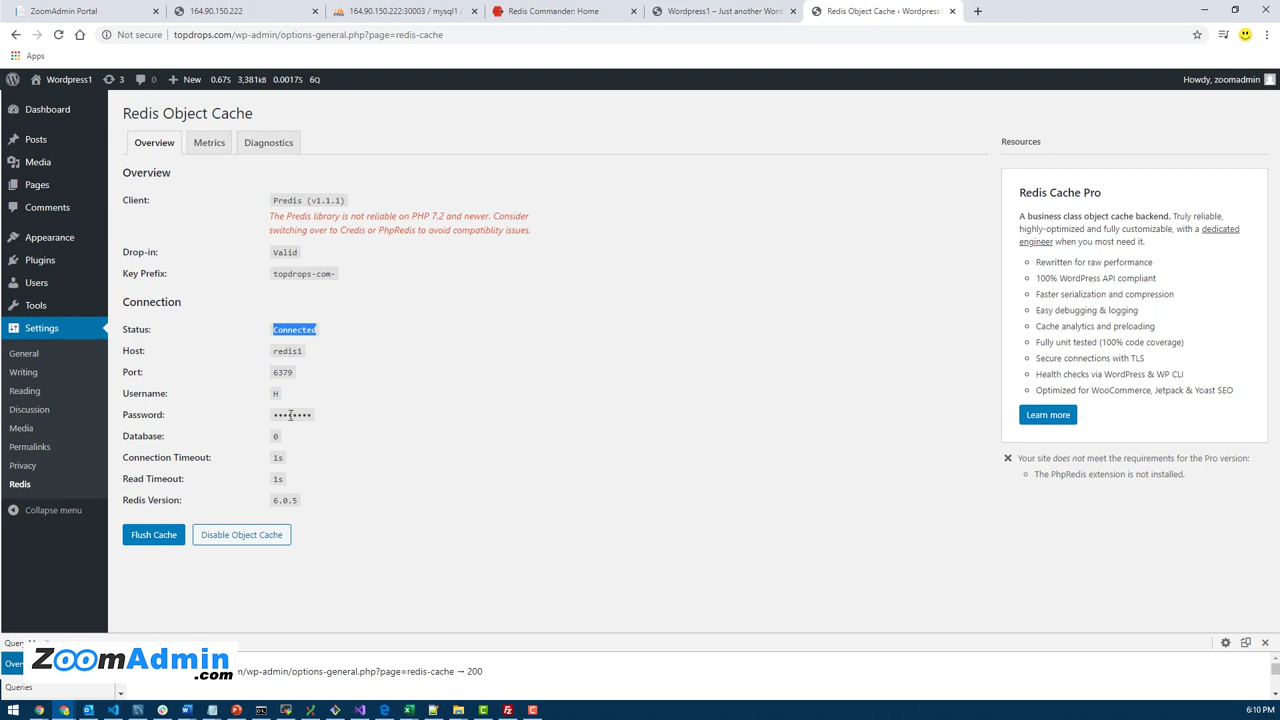 ZoomAdmin Portal
164.90.150.222
164.90.150.222:30003 / mysql1 /
Redis Commander: Home
Wordpress1 – Just another Word
Redis Object Cache ‹ Wordpress1
Not secure
topdrops.com/wp-admin/options-general.php?page=redis-cache
Apps
Wordpress1
3
0
New
0.67s 3,381kB 0.0017s 6Q
Howdy, zoomadmin
Dashboard
Posts
Media
Pages
Comments
Appearance
Plugins
Users
Tools
Settings
General
Writing
Reading
Discussion
Media
Permalinks
Privacy
Redis
Collapse menu
Redis Object Cache
Overview
Metrics
Diagnostics
Overview
Client: Predis (v1.1.1)
The Predis library is not reliable on PHP 7.2 and newer. Consider
switching over to Credis or PhpRedis to avoid compatiblity issues.
Drop-in: Valid
Key Prefix: topdrops-com-
Connection
Status: Connected
Host: redis1
Port: 6379
Username: H
Password: ••••••••
Database: 0
Connection Timeout: 1s
Read Timeout: 1s
Redis Version: 6.0.5
Flush Cache
Disable Object Cache
Resources
Redis Cache Pro
A business class object cache backend. Truly reliable,
highly-optimized and fully customizable, with a dedicated
engineer when you most need it.
Rewritten for raw performance
100% WordPress API compliant
Faster serialization and compression
Easy debugging & logging
Cache analytics and preloading
Fully unit tested (100% code coverage)
Secure connections with TLS
Health checks via WordPress & WP CLI
Optimized for WooCommerce, Jetpack & Yoast SEO
Learn more
Your site does not meet the requirements for the Pro version:
The PhpRedis extension is not installed.
ZoomAdmin
.com
/wp-admin/options-general.php?page=redis-cache → 200
Queries
6:10 PM